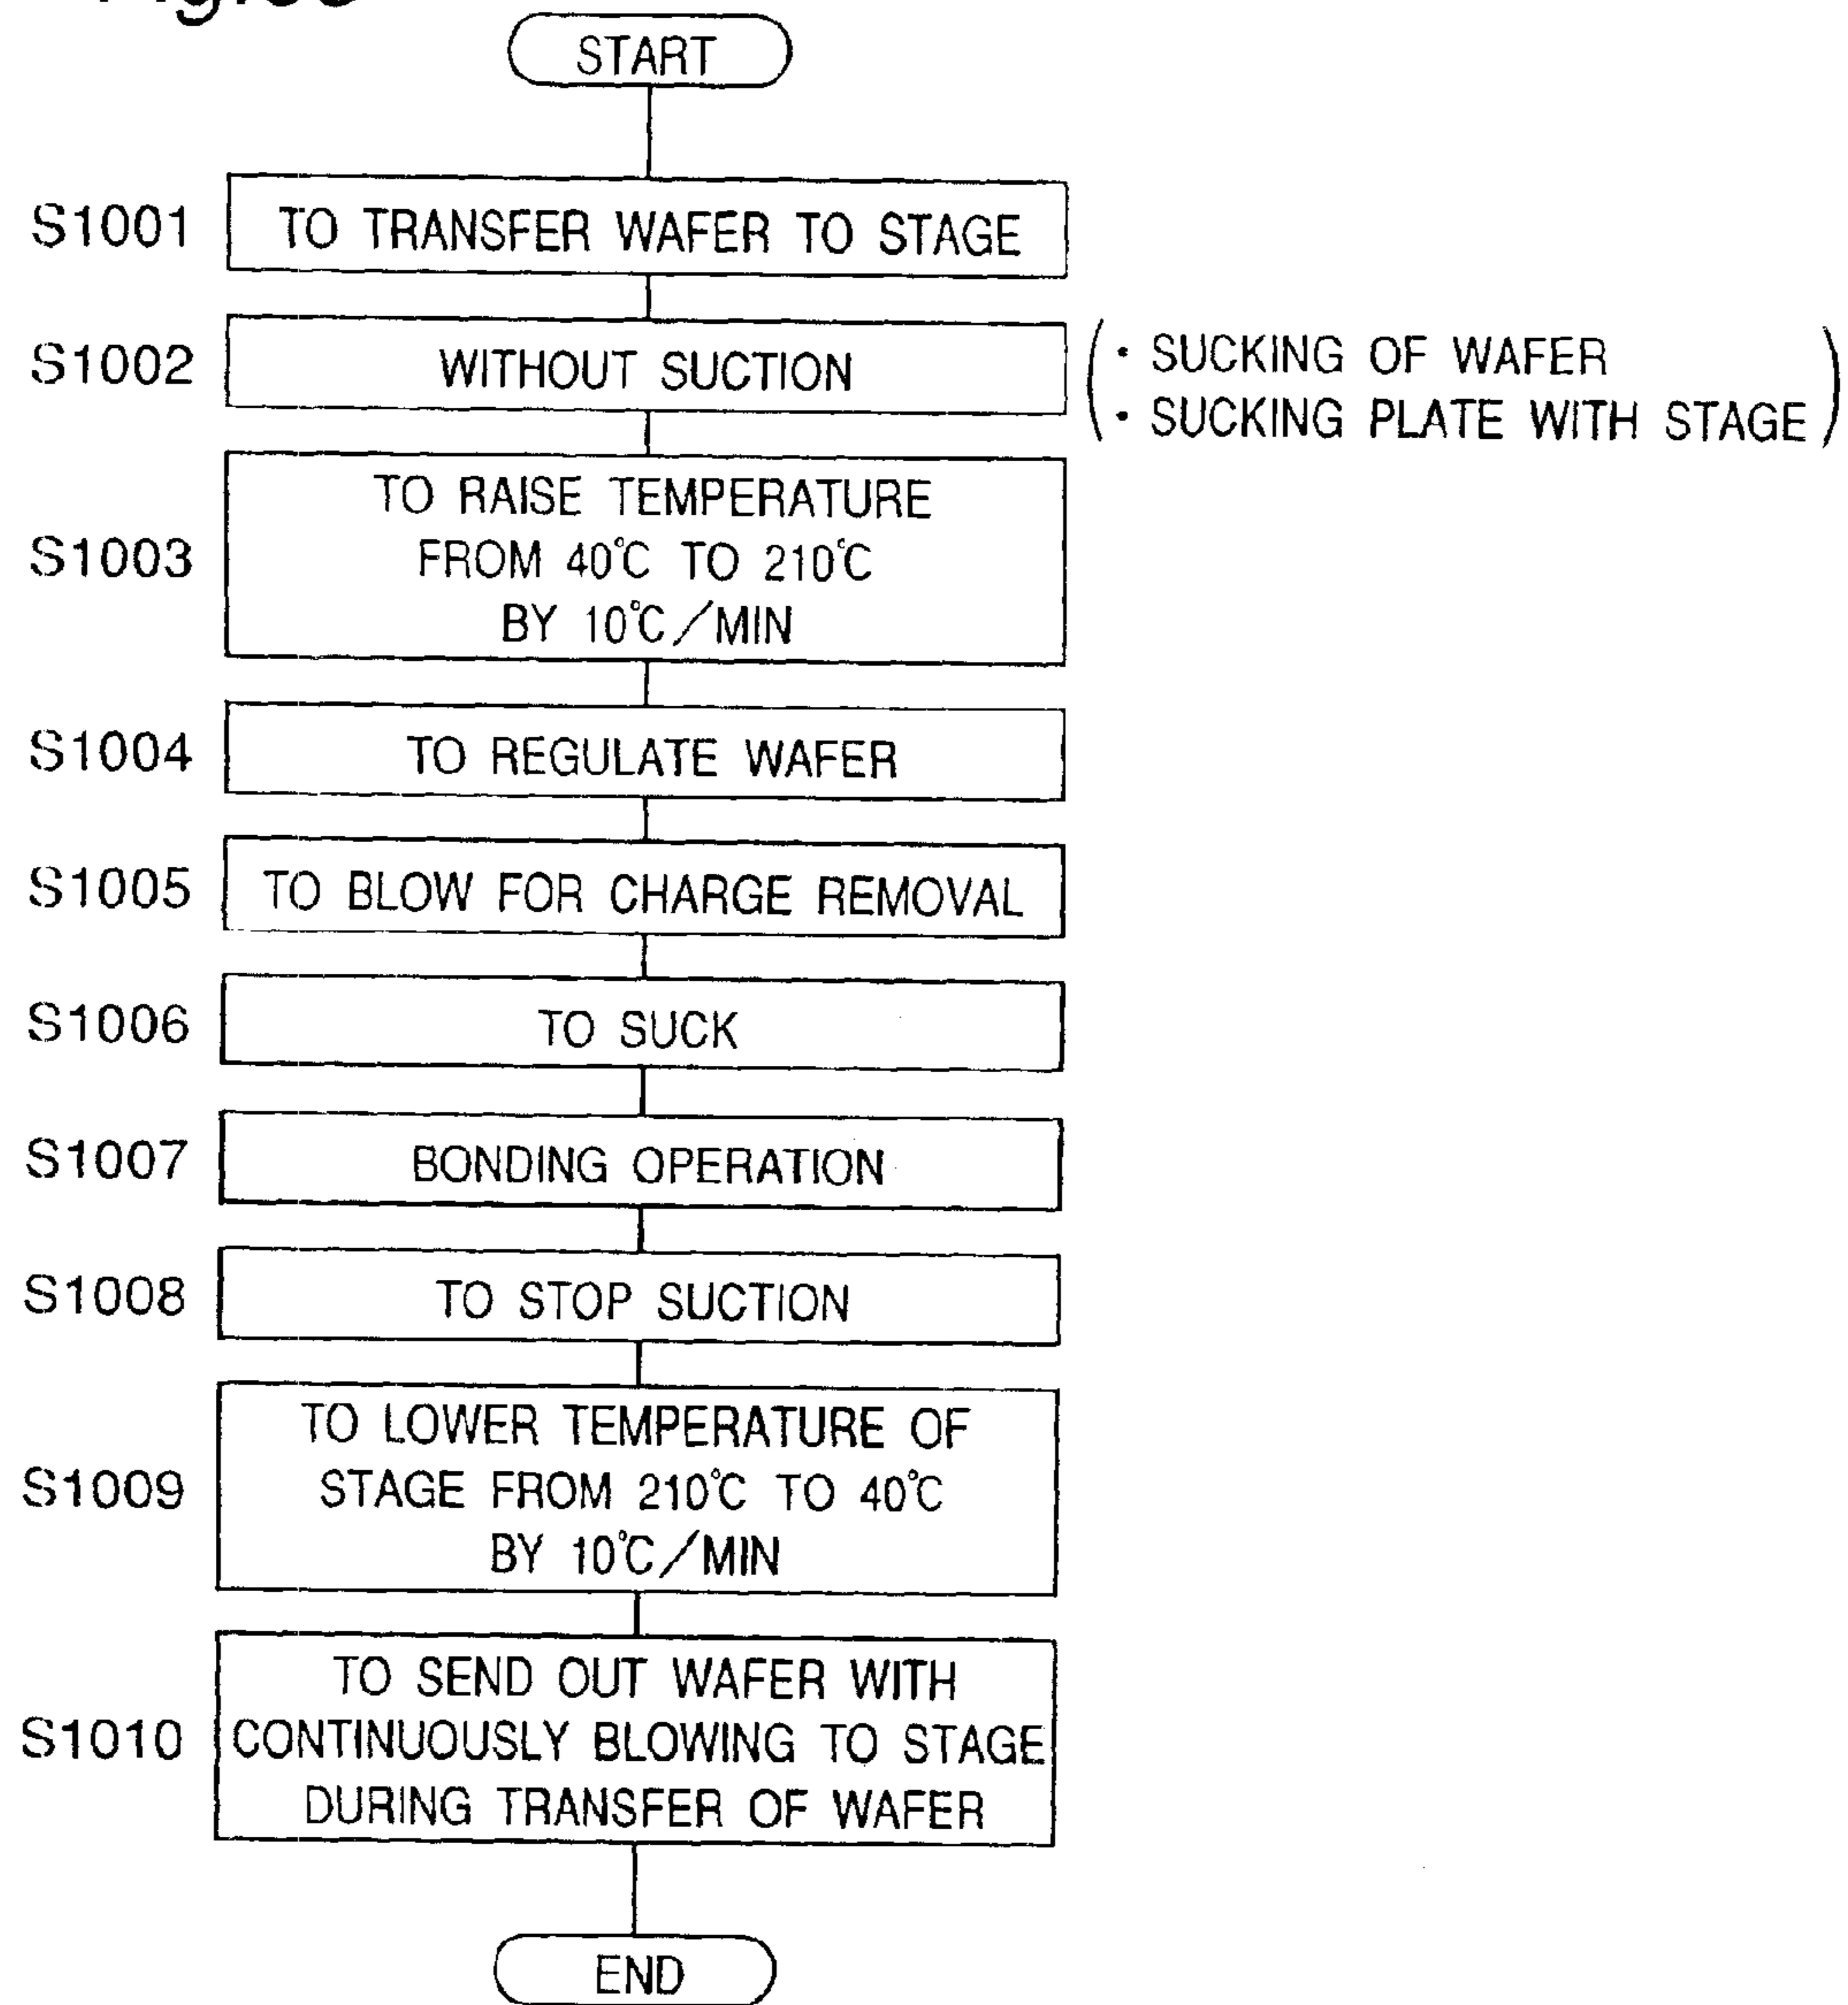 START
S1001 TO TRANSFER WAFER TO STAGE
S1002 WITHOUT SUCTION
(· SUCKING OF WAFER
· SUCKING PLATE WITH STAGE)
S1003 TO RAISE TEMPERATURE
FROM 40℃ TO 210℃
BY 10℃/MIN
S1004 TO REGULATE WAFER
S1005 TO BLOW FOR CHARGE REMOVAL
S1006 TO SUCK
S1007 BONDING OPERATION
S1008 TO STOP SUCTION
S1009 TO LOWER TEMPERATURE OF
STAGE FROM 210℃ TO 40℃
BY 10℃/MIN
S1010 TO SEND OUT WAFER WITH
CONTINUOUSLY BLOWING TO STAGE
DURING TRANSFER OF WAFER
END